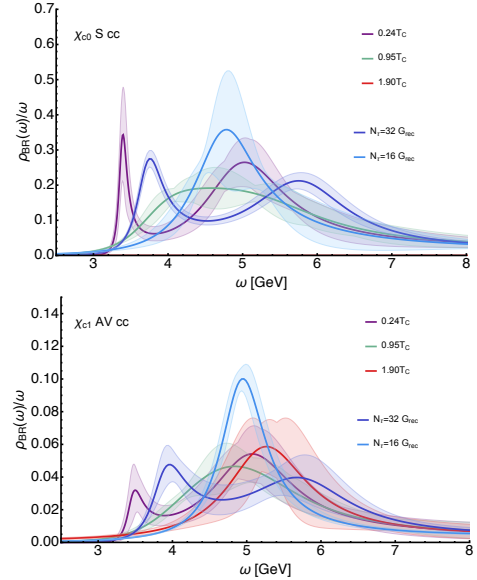 0.7
0.6
0.5
0.4
0.3
0.2
0.1
0.0
ρBR(ω)/ω
χc0 S cc
0.24TC
0.95TC
1.90TC
Nτ=32 Grec
Nτ=16 Grec
3 4 5 6 7 8
ω [GeV]
0.14
0.12
0.10
0.08
0.06
0.04
0.02
0.00
ρBR(ω)/ω
χc1 AV cc
0.24TC
0.95TC
1.90TC
Nτ=32 Grec
Nτ=16 Grec
3 4 5 6 7 8
ω [GeV]